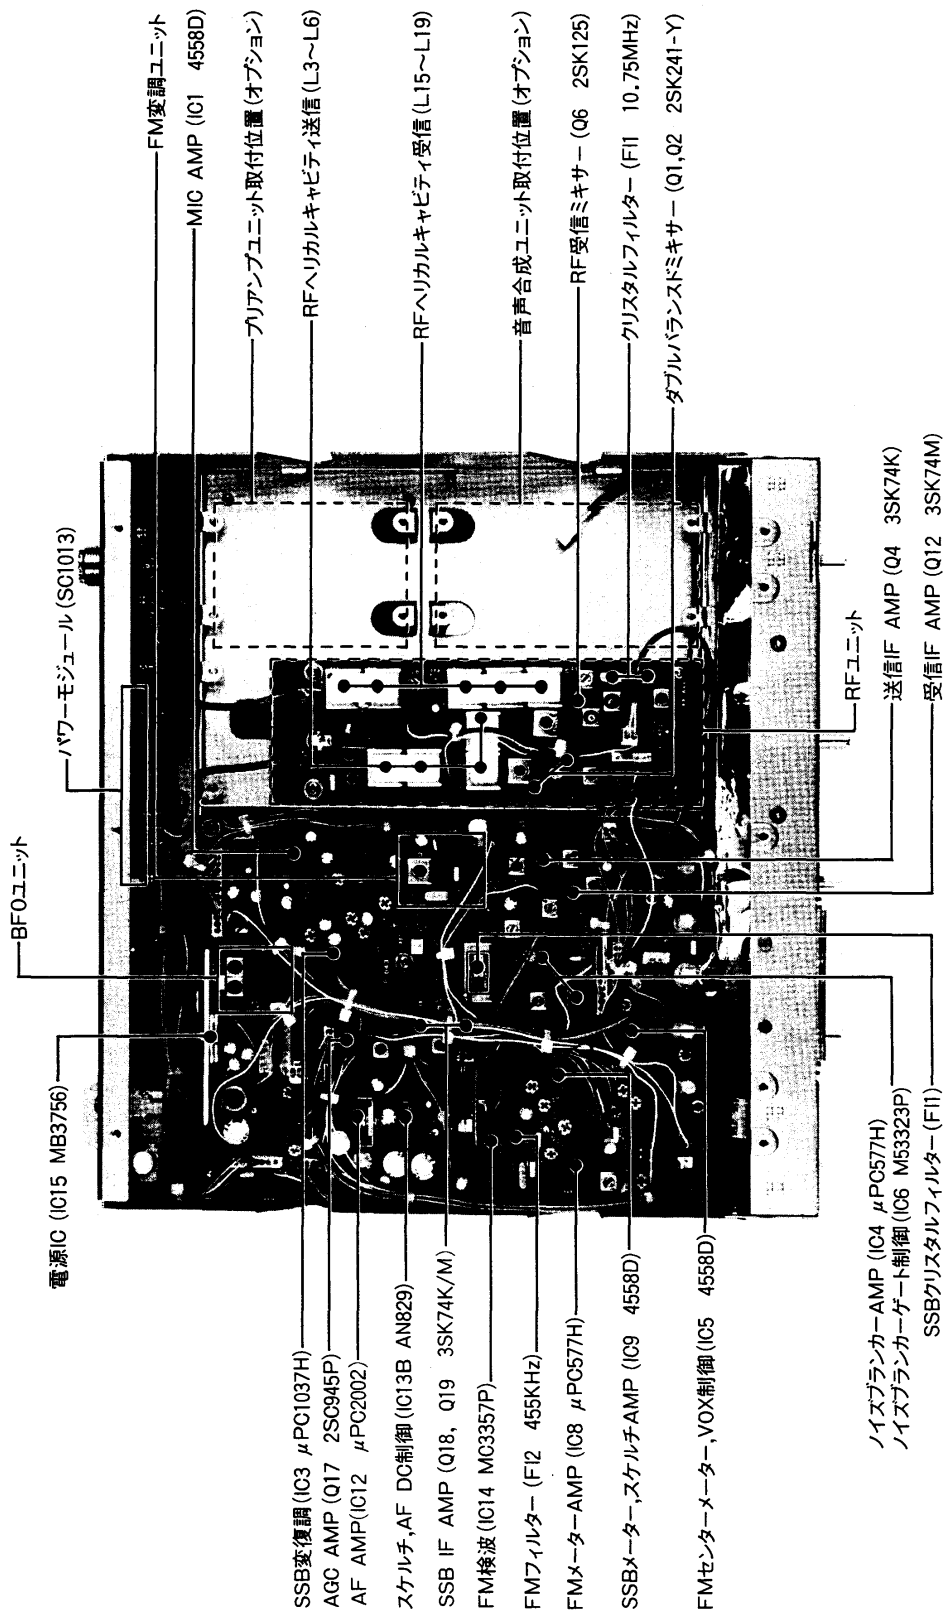 FM変調ユニット
MIC AMP (IC1 4558D)
プリアンプユニット取付位置(オプション)
RFヘリカルキャビティ送信(L3〜L6)
RFヘリカルキャビティ受信(L15〜L19)
音声合成ユニット取付位置(オプション)
RF受信ミキサー(Q6 2SK125)
クリスタルフィルター(FI1 10.75MHz)
ダブルバランスドミキサー(Q1,Q2 2SK241-Y)
パワーモジュール(SC1013)
RFユニット
送信IF AMP (Q4 3SK74K)
受信IF AMP (Q12 3SK74M)
BFOユニット
電源IC (IC15 MB3756)
SSB変復調(IC3 μPC1037H)
AGC AMP (Q17 2SC945P)
AF AMP(IC12 μPC2002)
スケルチ,AF DC制御(IC13B AN829)
SSB IF AMP (Q18, Q19 3SK74K/M)
FM検波(IC14 MC3357P)
FMフィルター(FI2 455KHz)
FMメーターAMP (IC8 μPC577H)
SSBメーター,スケルチAMP (IC9 4558D)
FMセンターメーター,VOX制御(IC5 4558D)
ノイズブランカーAMP (IC4 μPC577H)
ノイズブランカーゲート制御(IC6 M53323P)
SSBクリスタルフィルター(FI1)